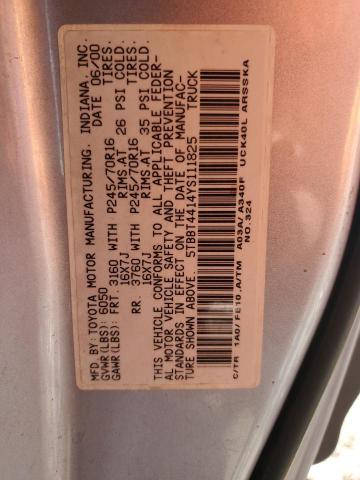 MFD. BY: TOYOTA MOTOR MANUFACTURING, INDIANA, INC.
GVWR(LBS): 6050 DATE 06/00
GAWR(LBS): FRT. 3160 WITH P245/70R16 TIRES.
16X7J RIMS.AT 26 PSI COLD.
RR. 3760 WITH P245/70R16 TIRES.
16X7J RIMS.AT 35 PSI COLD.
THIS VEHICLE CONFORMS TO ALL APPLICABLE FEDER-
AL MOTOR VEHICLE SAFETY AND THEFT PREVENTION
STANDARDS IN EFFECT ON THE DATE OF MANUFAC-
TURE SHOWN ABOVE. 5TBBT4414YS111825 TRUCK
C/TR 1A0/ FE10.A/TM A03A/ A340F UCK40L ARSSKA
NO.324